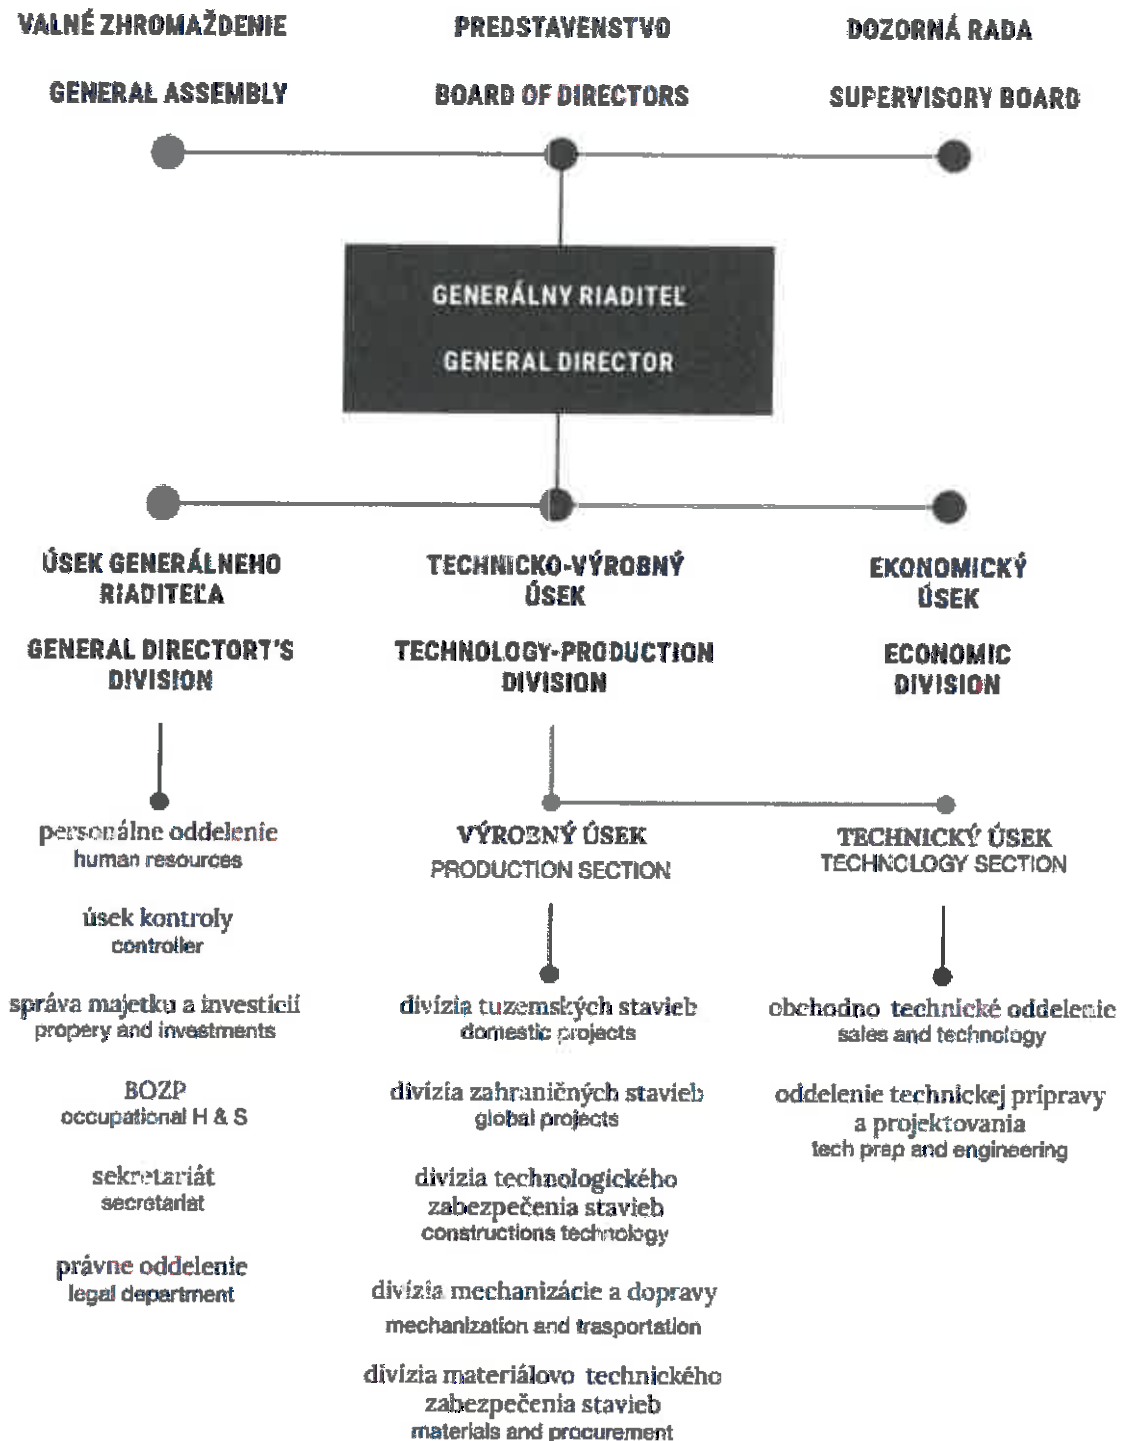 VALNÉ ZHROMAŽDENIE
GENERAL ASSEMBLY
PREDSTAVENSTVO
BOARD OF DIRECTORS
DOZORNÁ RADA
SUPERVISORY BOARD
GENERÁLNY RIADITEĽ
GENERAL DIRECTOR
ÚSEK GENERÁLNEHO
RIADITEĽA
GENERAL DIRECTORT'S
DIVISION
TECHNICKO-VÝROBNÝ
ÚSEK
TECHNOLOGY-PRODUCTION
DIVISION
EKONOMICKÝ
ÚSEK
ECONOMIC
DIVISION
personálne oddelenie
human resources
úsek kontroly
controller
správa majetku a investícií
propery and investments
BOZP
occupational H & S
sekretariát
secretariat
právne oddelenie
legal department
VÝROBNÝ ÚSEK
PRODUCTION SECTION
divízia tuzemských stavieb
domestic projects
divízia zahraničných stavieb
global projects
divízia technologického
zabezpečenia stavieb
constructions technology
divízia mechanizácie a dopravy
mechanization and trasportation
divízia materiálovo technického
zabezpečenia stavieb
materials and procurement
TECHNICKÝ ÚSEK
TECHNOLOGY SECTION
obchodno technické oddelenie
sales and technology
oddelenie technickej prípravy
a projektovania
tech prep and engineering